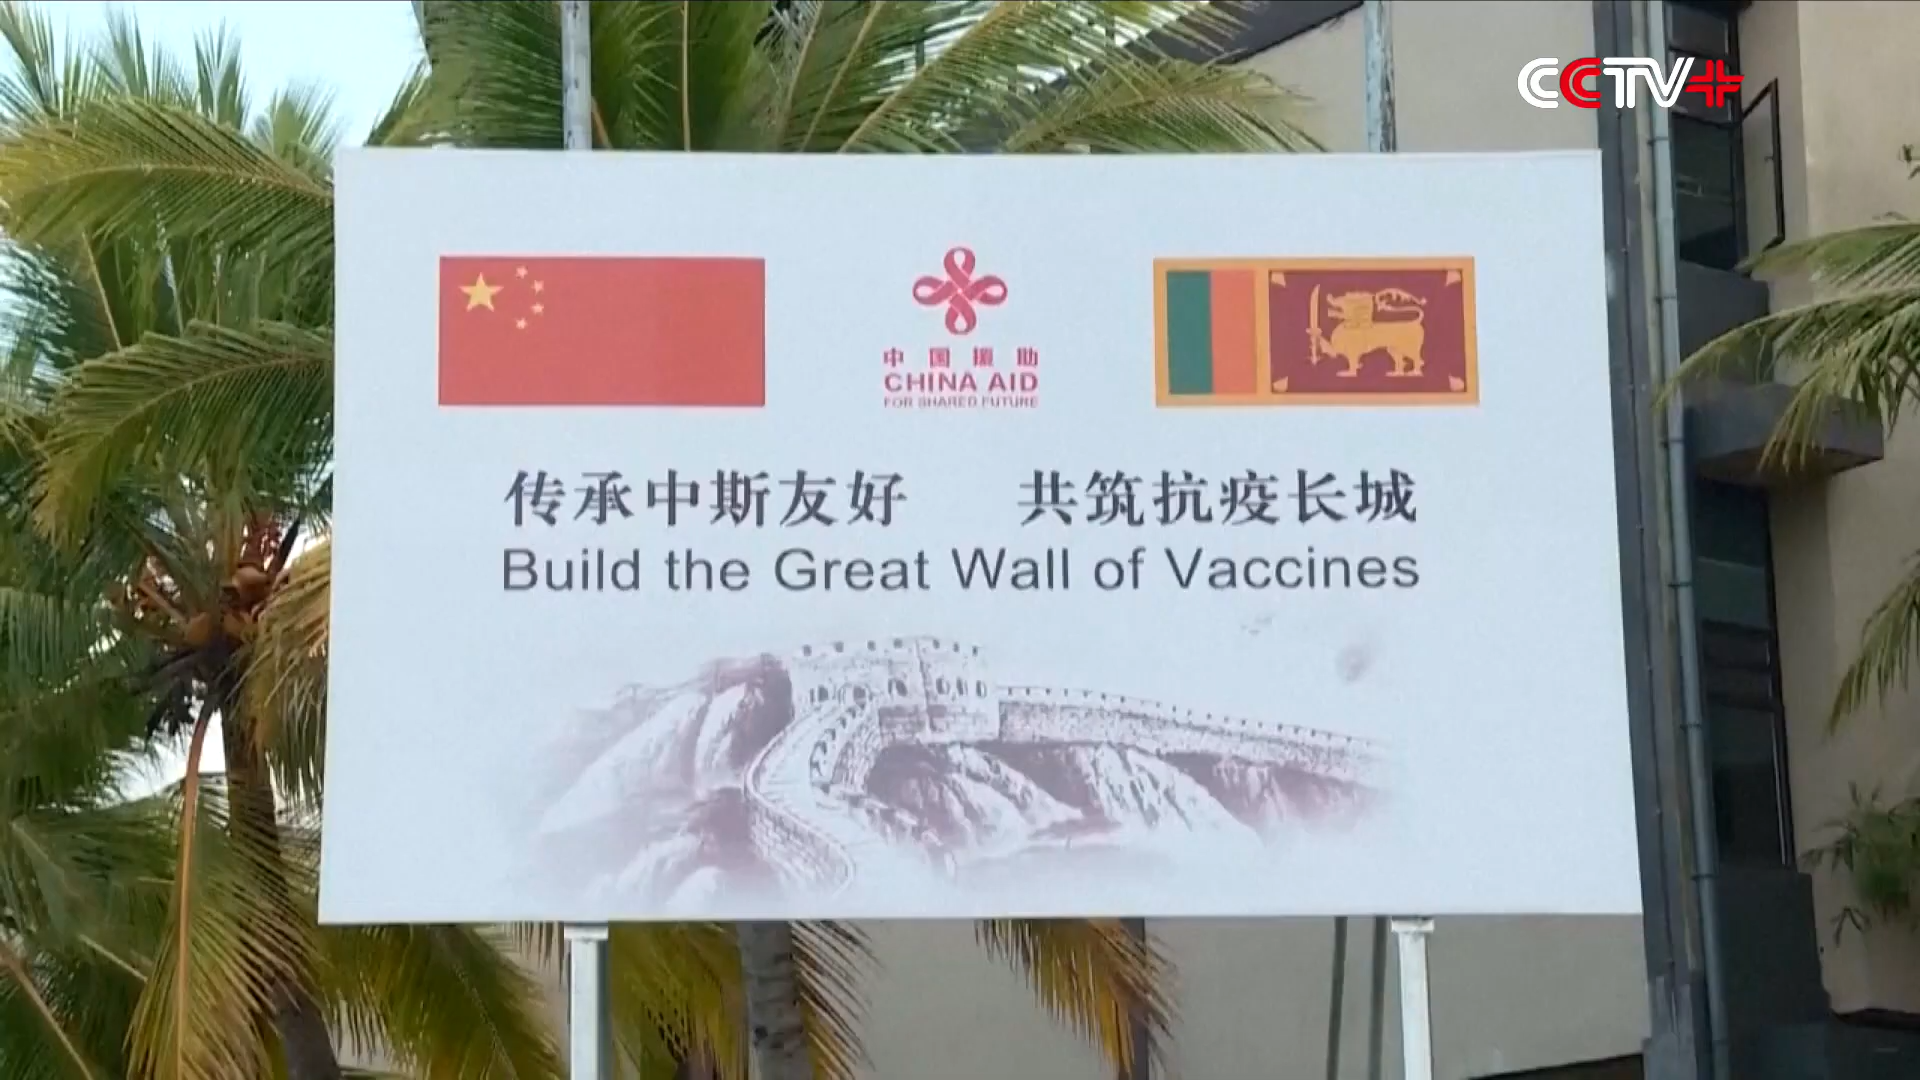 CCTV+
中国援助
CHINA AID
FOR SHARED FUTURE
传承中斯友好 共筑抗疫长城
Build the Great Wall of Vaccines